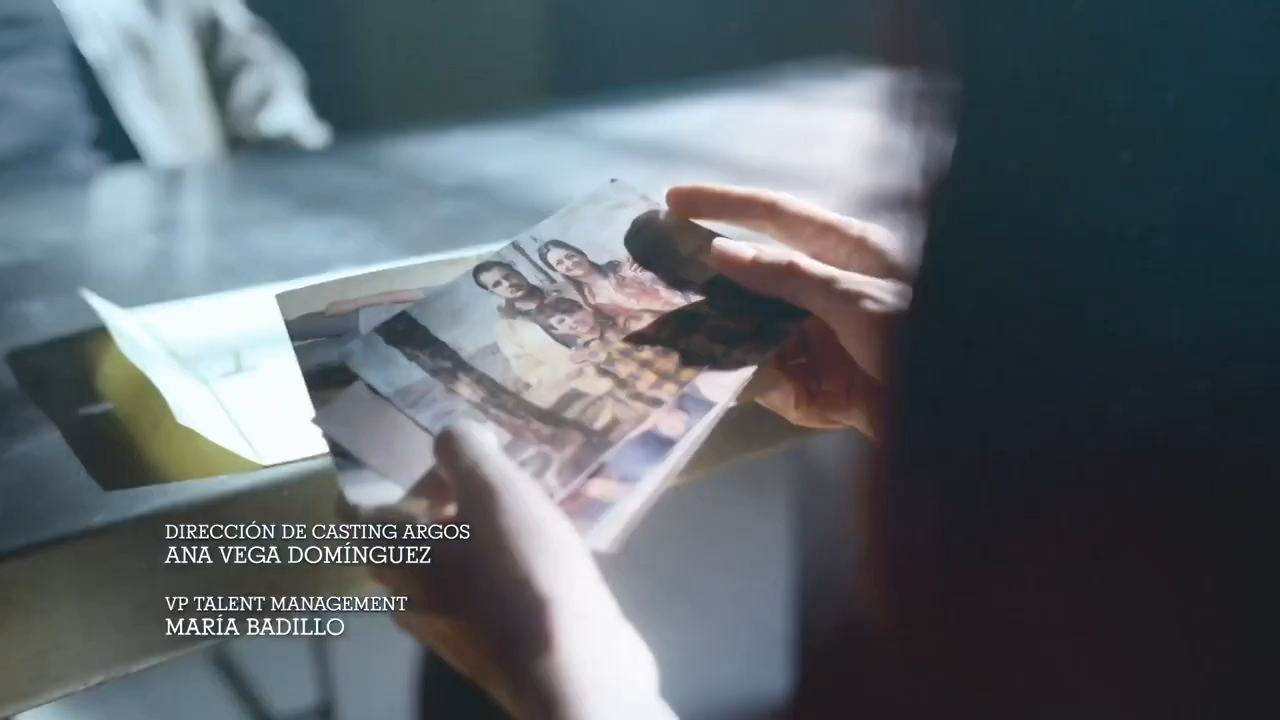 DIRECCIÓN DE CASTING ARGOS
ANA VEGA DOMÍNGUEZ
VP TALENT MANAGEMENT
MARÍA BADILLO